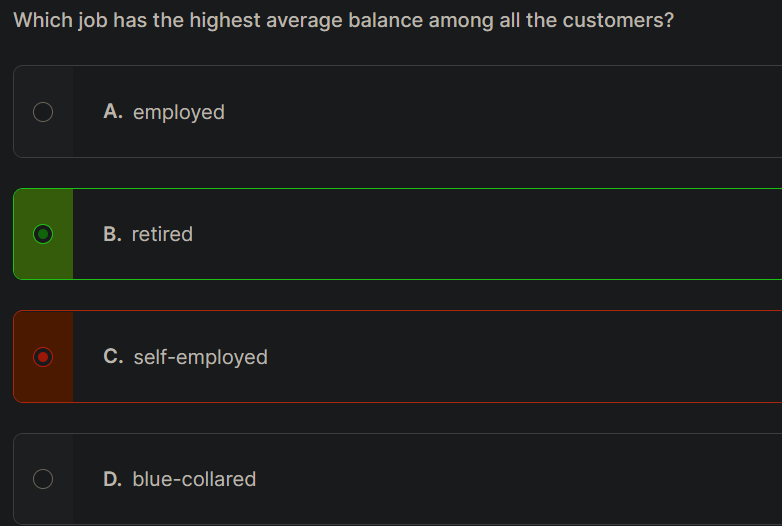 Which job has the highest average balance among all the customers?
A. employed
B. retired
C. self-employed
D. blue-collared